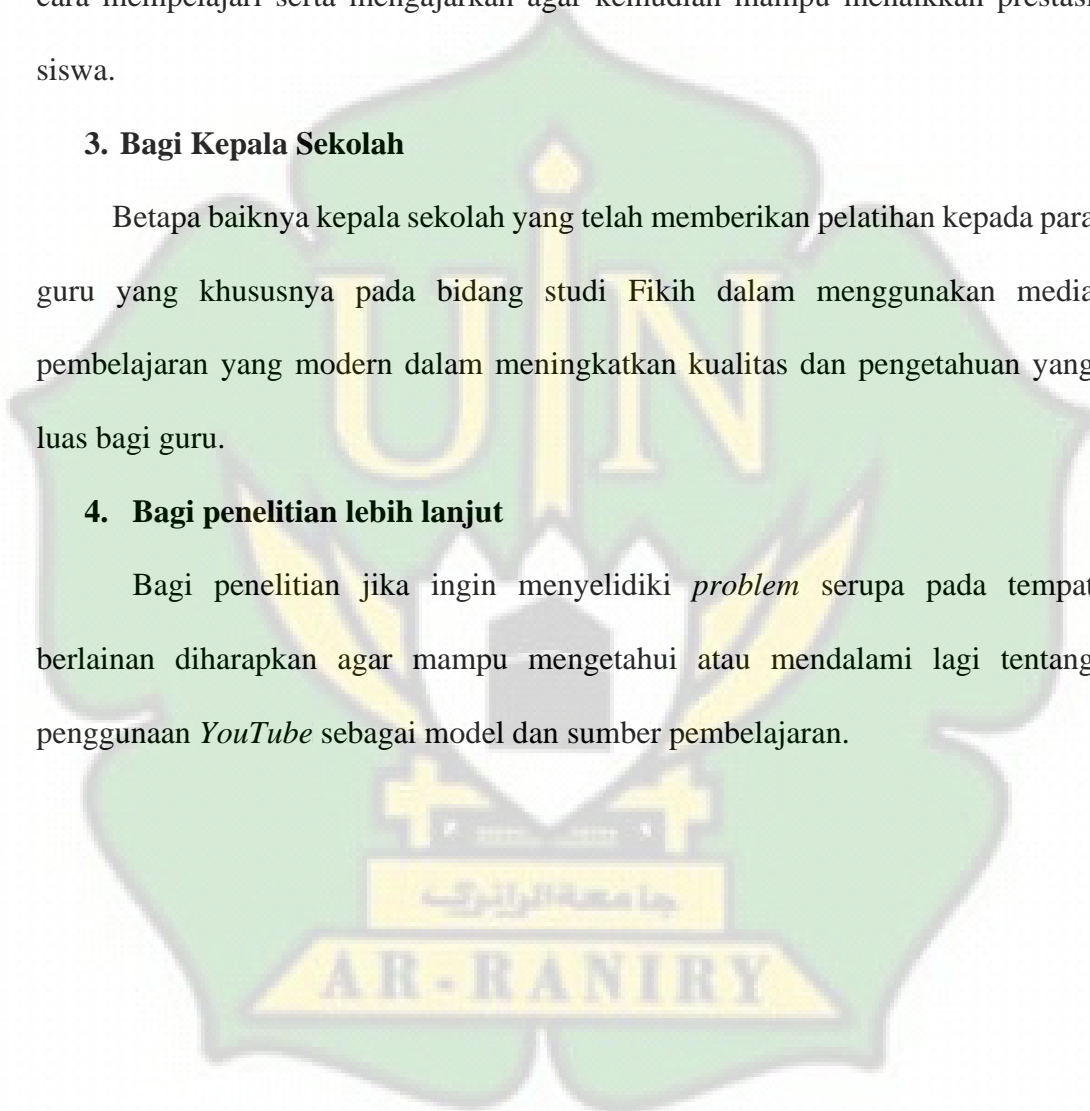 cara mempelajari serta mengajarkan agar kemudian mampu menaikkan prestasi
siswa.
3. Bagi Kepala Sekolah
Betapa baiknya kepala sekolah yang telah memberikan pelatihan kepada para
guru yang khususnya pada bidang studi Fikih dalam menggunakan media
pembelajaran yang modern dalam meningkatkan kualitas dan pengetahuan yang
luas bagi guru.
4. Bagi penelitian lebih lanjut
Bagi penelitian jika ingin menyelidiki problem serupa pada tempat
berlainan diharapkan agar mampu mengetahui atau mendalami lagi tentang
penggunaan YouTube sebagai model dan sumber pembelajaran.
UIN
جامعة الرانري
AR-RANIRY